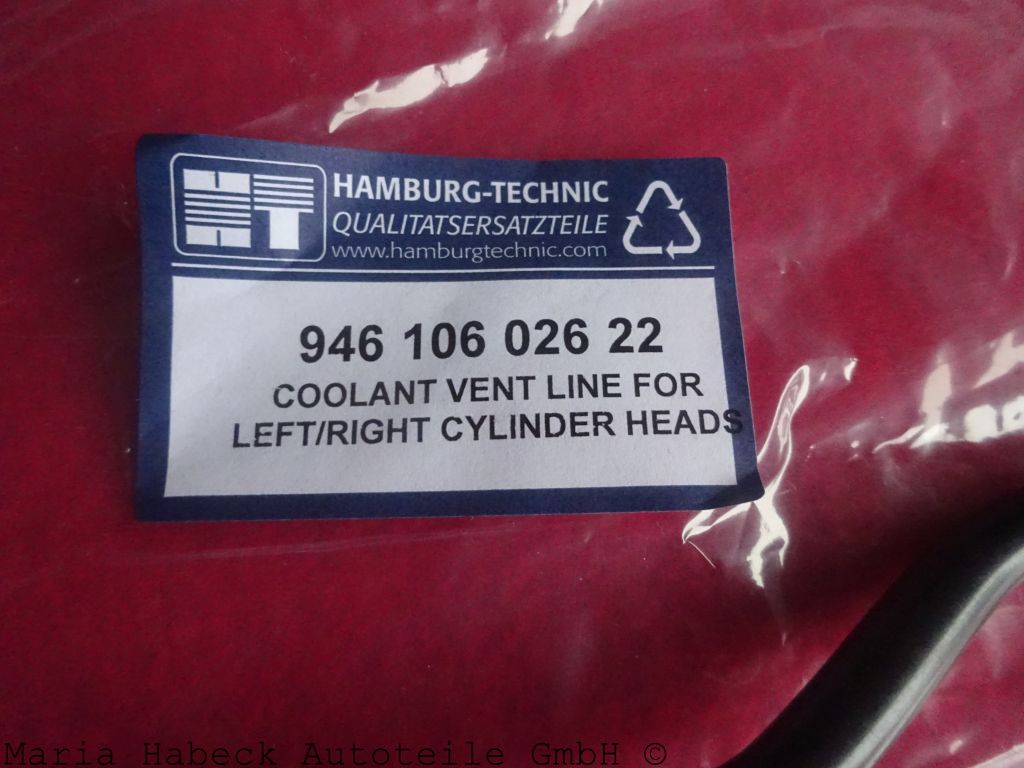 HT
HAMBURG-TECHNIC
QUALITATSERSATZTEILE
www.hamburgtechnic.com
946 106 026 22
COOLANT VENT LINE FOR
LEFT/RIGHT CYLINDER HEADS
Maria Habeck Autoteile GmbH ©